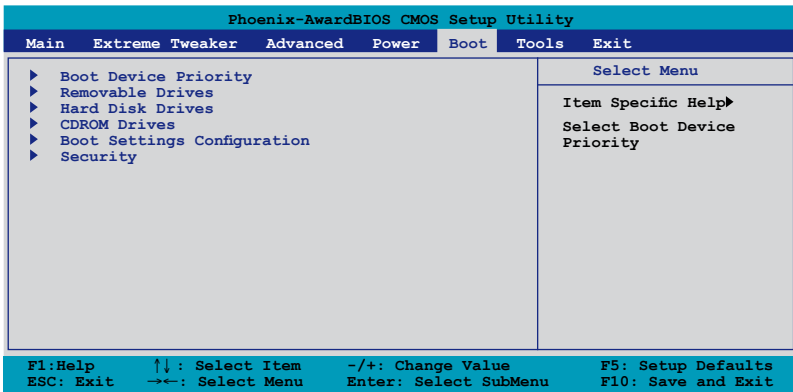 Phoenix-AwardBIOS CMOS Setup Utility
Main Extreme Tweaker Advanced Power Boot Tools Exit
Boot Device Priority
Removable Drives
Hard Disk Drives
CDROM Drives
Boot Settings Configuration
Security
Select Menu
Item Specific Help
Select Boot Device
Priority
F1:Help ↑↓: Select Item -/+: Change Value F5: Setup Defaults
ESC: Exit →←: Select Menu Enter: Select SubMenu F10: Save and Exit